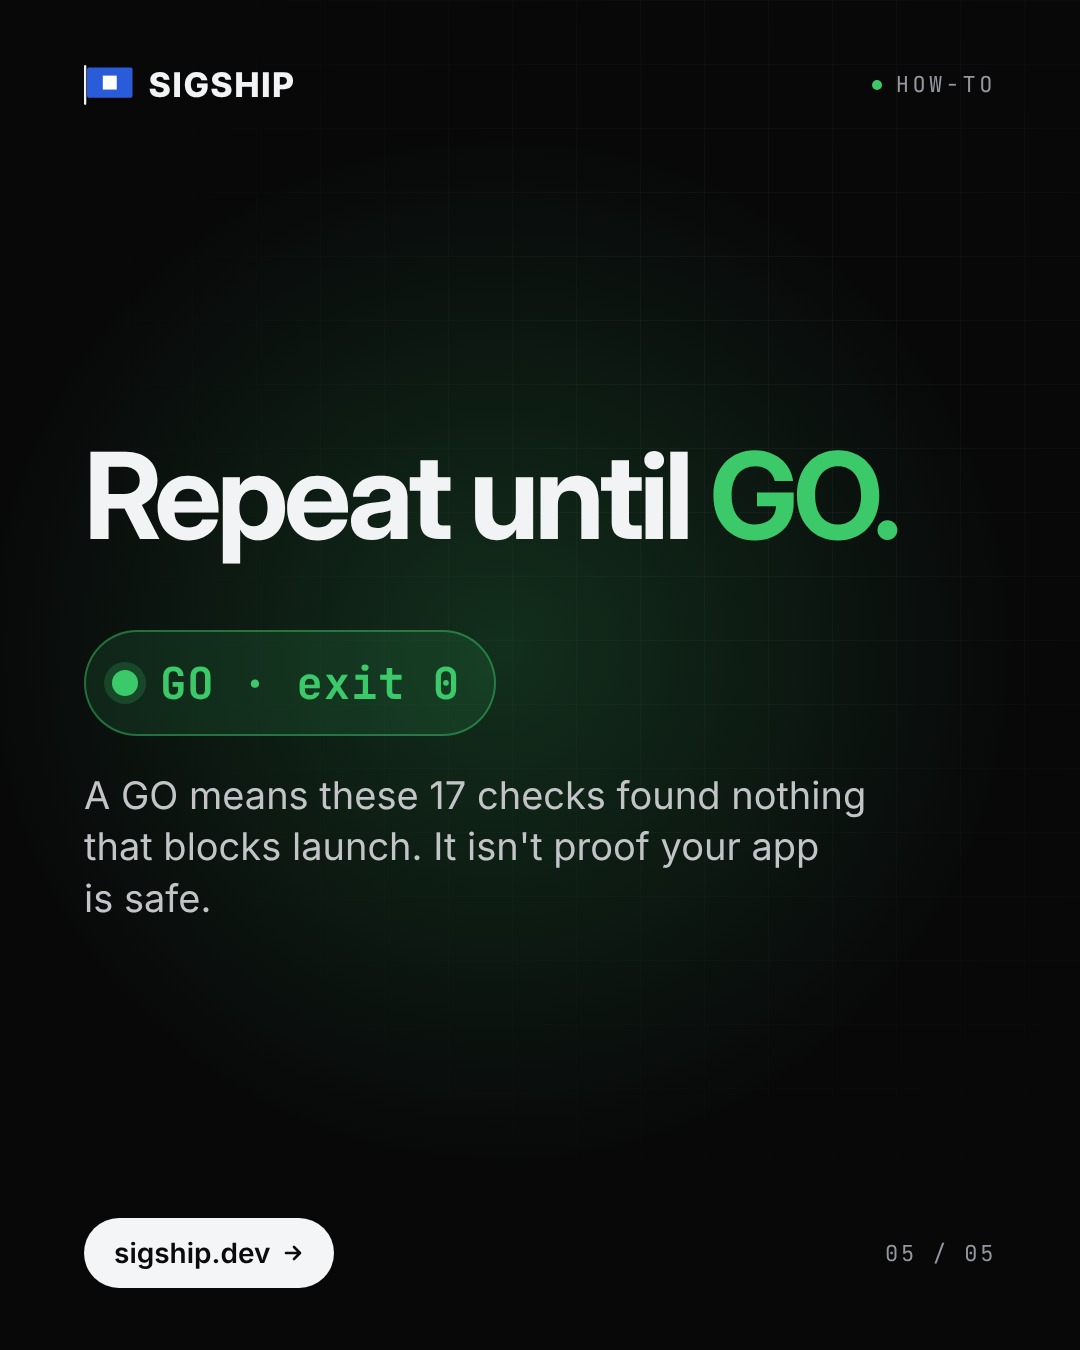 SIGSHIP
HOW-TO
Repeat until GO.
GO · exit 0
A GO means these 17 checks found nothing
that blocks launch. It isn't proof your app
is safe.
sigship.dev →
05 / 05